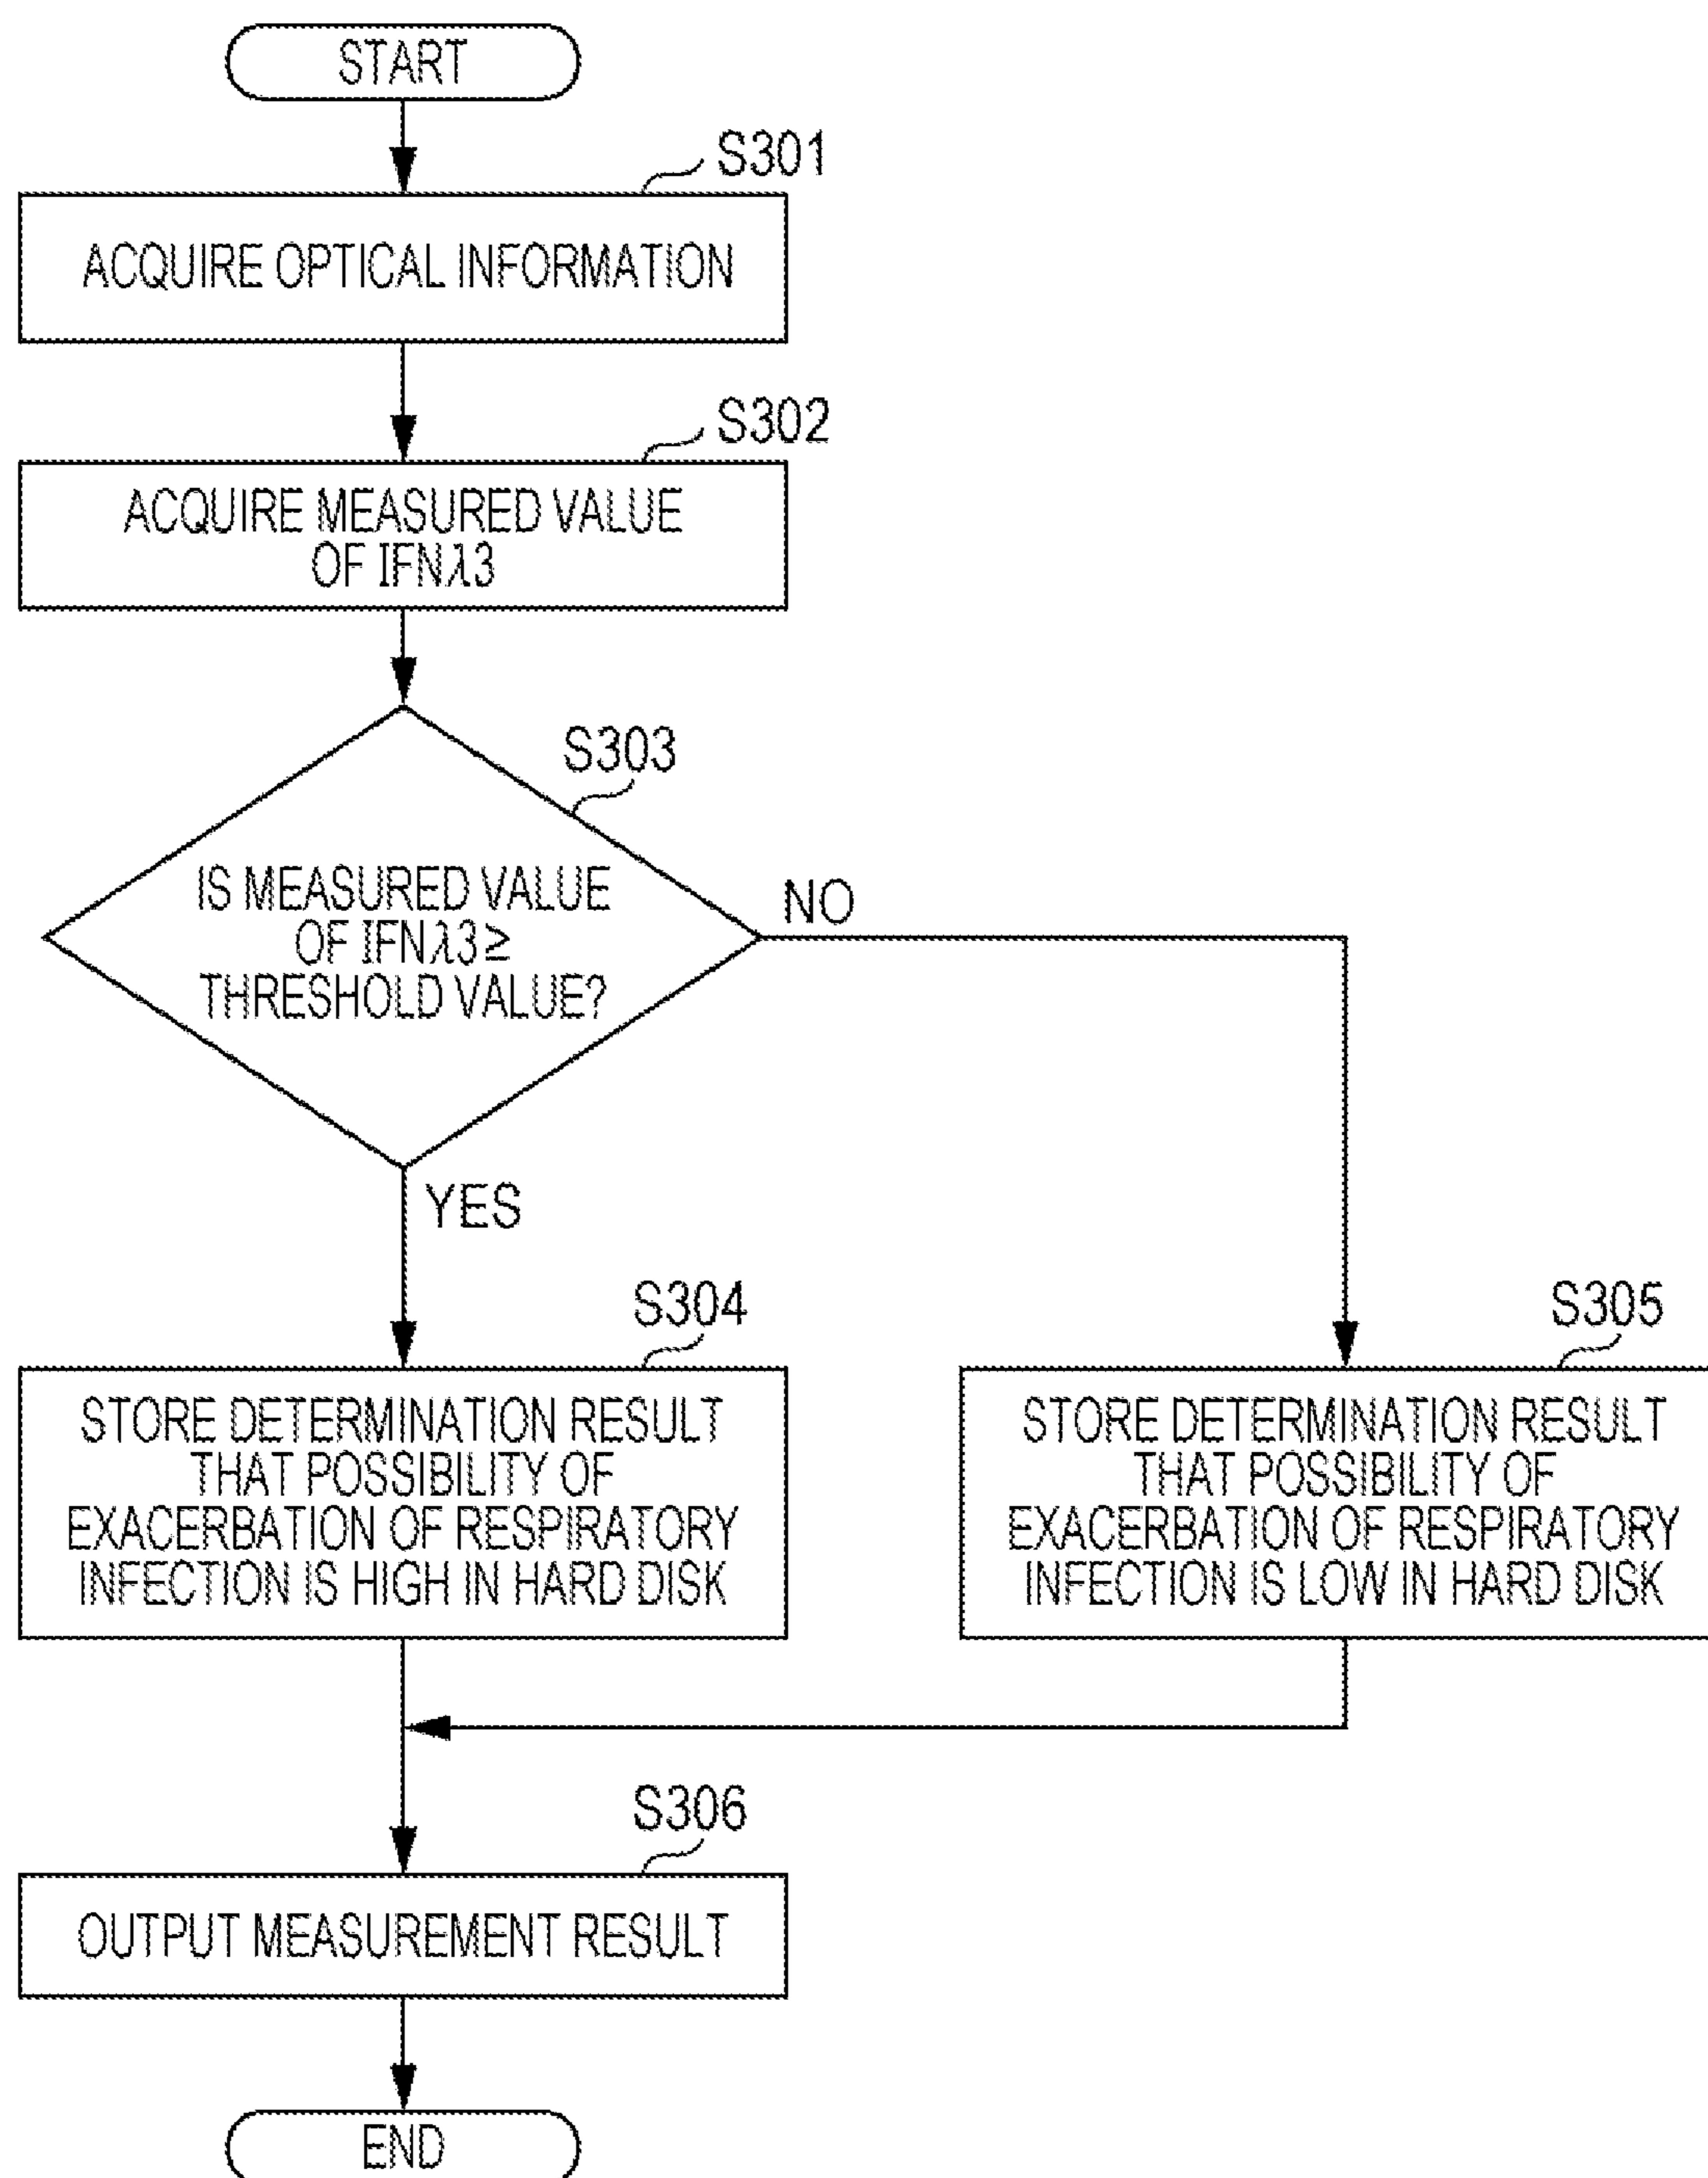 START
S301
ACQUIRE OPTICAL INFORMATION
S302
ACQUIRE MEASURED VALUE
OF IFNλ3
S303
IS MEASURED VALUE
OF IFNλ3≥
THRESHOLD VALUE?
NO
YES
S304
STORE DETERMINATION RESULT
THAT POSSIBILITY OF
EXACERBATION OF RESPIRATORY
INFECTION IS HIGH IN HARD DISK
S305
STORE DETERMINATION RESULT
THAT POSSIBILITY OF
EXACERBATION OF RESPIRATORY
INFECTION IS LOW IN HARD DISK
S306
OUTPUT MEASUREMENT RESULT
END